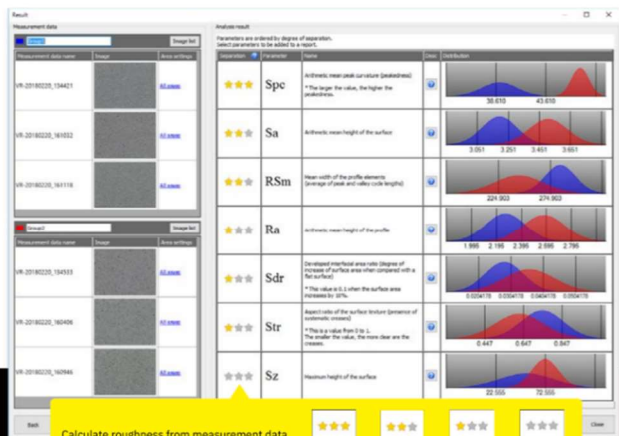 Result
Measurement data
Analysis result
Group1
Image list
Parameters are ordered by degree of separation.
Select parameters to be added to a report.
Measurement data name Image Area settings
Separation Parameter Name Desc Distribution
VR-20180220_154421 All areas
VR-20180220_161032 All areas
VR-20180220_161118 All areas
Spc
Arithmetic mean peak curvature (peakedness)
* The larger the value, the higher the
peakedness.
38.610 43.610
Sa
Arithmetic mean height of the surface
3.051 3.251 3.451 3.651
RSm
Mean width of the profile elements
(average of peak and valley cycle lengths)
224.903 274.903
Group2
Image list
Measurement data name Image Area settings
VR-20180220_154533 All areas
VR-20180220_160406 All areas
VR-20180220_160946 All areas
Ra
Arithmetic mean height of the profile
1.995 2.195 2.395 2.595 2.795
Sdr
Developed interfacial area ratio (degree of
increase of surface area when compared with a
flat surface)
* This value is 0.1 when the surface area
increases by 10%.
0.0204178 0.0304178 0.0404178 0.0504178
Str
Aspect ratio of the surface texture (presence of
systematic creases)
* This is a value from 0 to 1.
The smaller the value, the more clear are the
creases.
0.447 0.647 0.847
Sz
Maximum height of the surface
22.555 72.555
Back
Close
Calculate roughness from measurement data